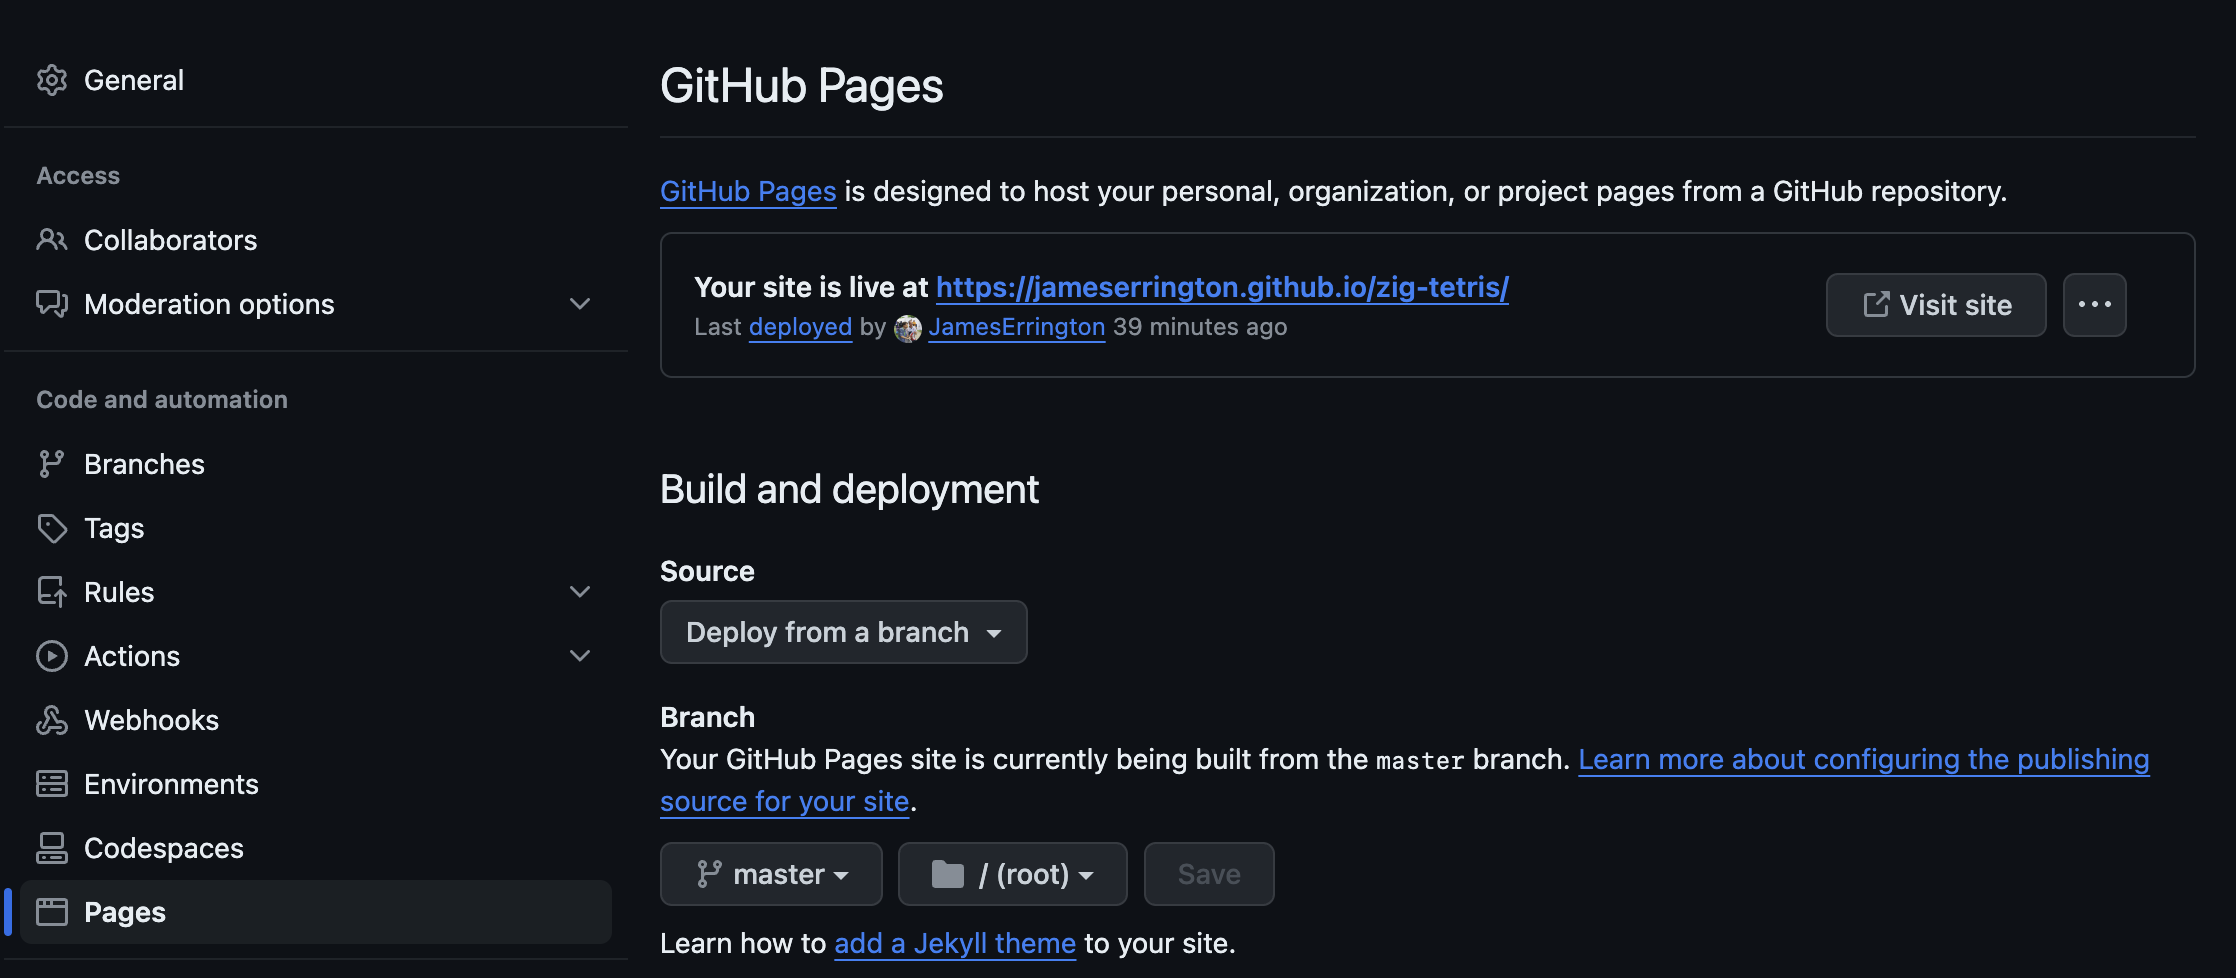 General
Access
Collaborators
Moderation options
Code and automation
Branches
Tags
Rules
Actions
Webhooks
Environments
Codespaces
Pages
GitHub Pages
GitHub Pages is designed to host your personal, organization, or project pages from a GitHub repository.
Your site is live at https://jameserrington.github.io/zig-tetris/
Last deployed by JamesErrington 39 minutes ago
Visit site
Build and deployment
Source
Deploy from a branch
Branch
Your GitHub Pages site is currently being built from the master branch. Learn more about configuring the publishing
source for your site.
master / (root) Save
Learn how to add a Jekyll theme to your site.